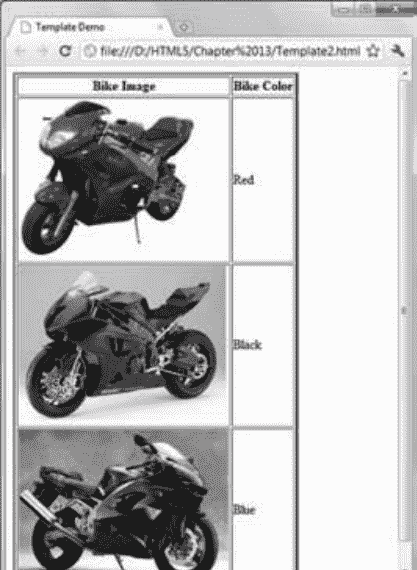 Template Demo
file:///D:/HTML5/Chapter%2013/Template2.html
Bike Image Bike Color
Red
Black
Blue